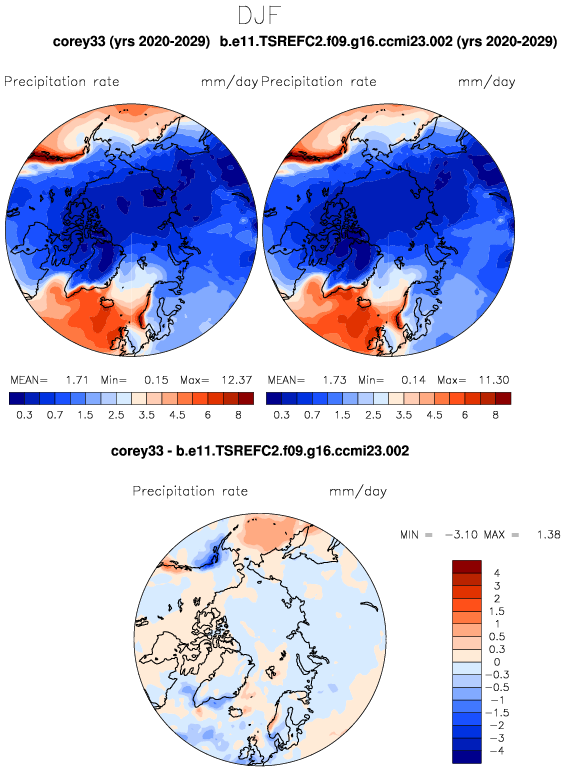 DJF
corey33 (yrs 2020-2029) b.e11.TSREFC2.f09.g16.ccmi23.002 (yrs 2020-2029)
Precipitation rate mm/day Precipitation rate mm/day
MEAN= 1.71 Min= 0.15 Max= 12.37 MEAN= 1.73 Min= 0.14 Max= 11.30
0.3 0.7 1.5 2.5 3.5 4.5 6 8 0.3 0.7 1.5 2.5 3.5 4.5 6 8
corey33 - b.e11.TSREFC2.f09.g16.ccmi23.002
Precipitation rate mm/day
MIN = -3.10 MAX = 1.38
4
3
2
1.5
1
0.5
0.3
0
-0.3
-0.5
-1
-1.5
-2
-3
-4